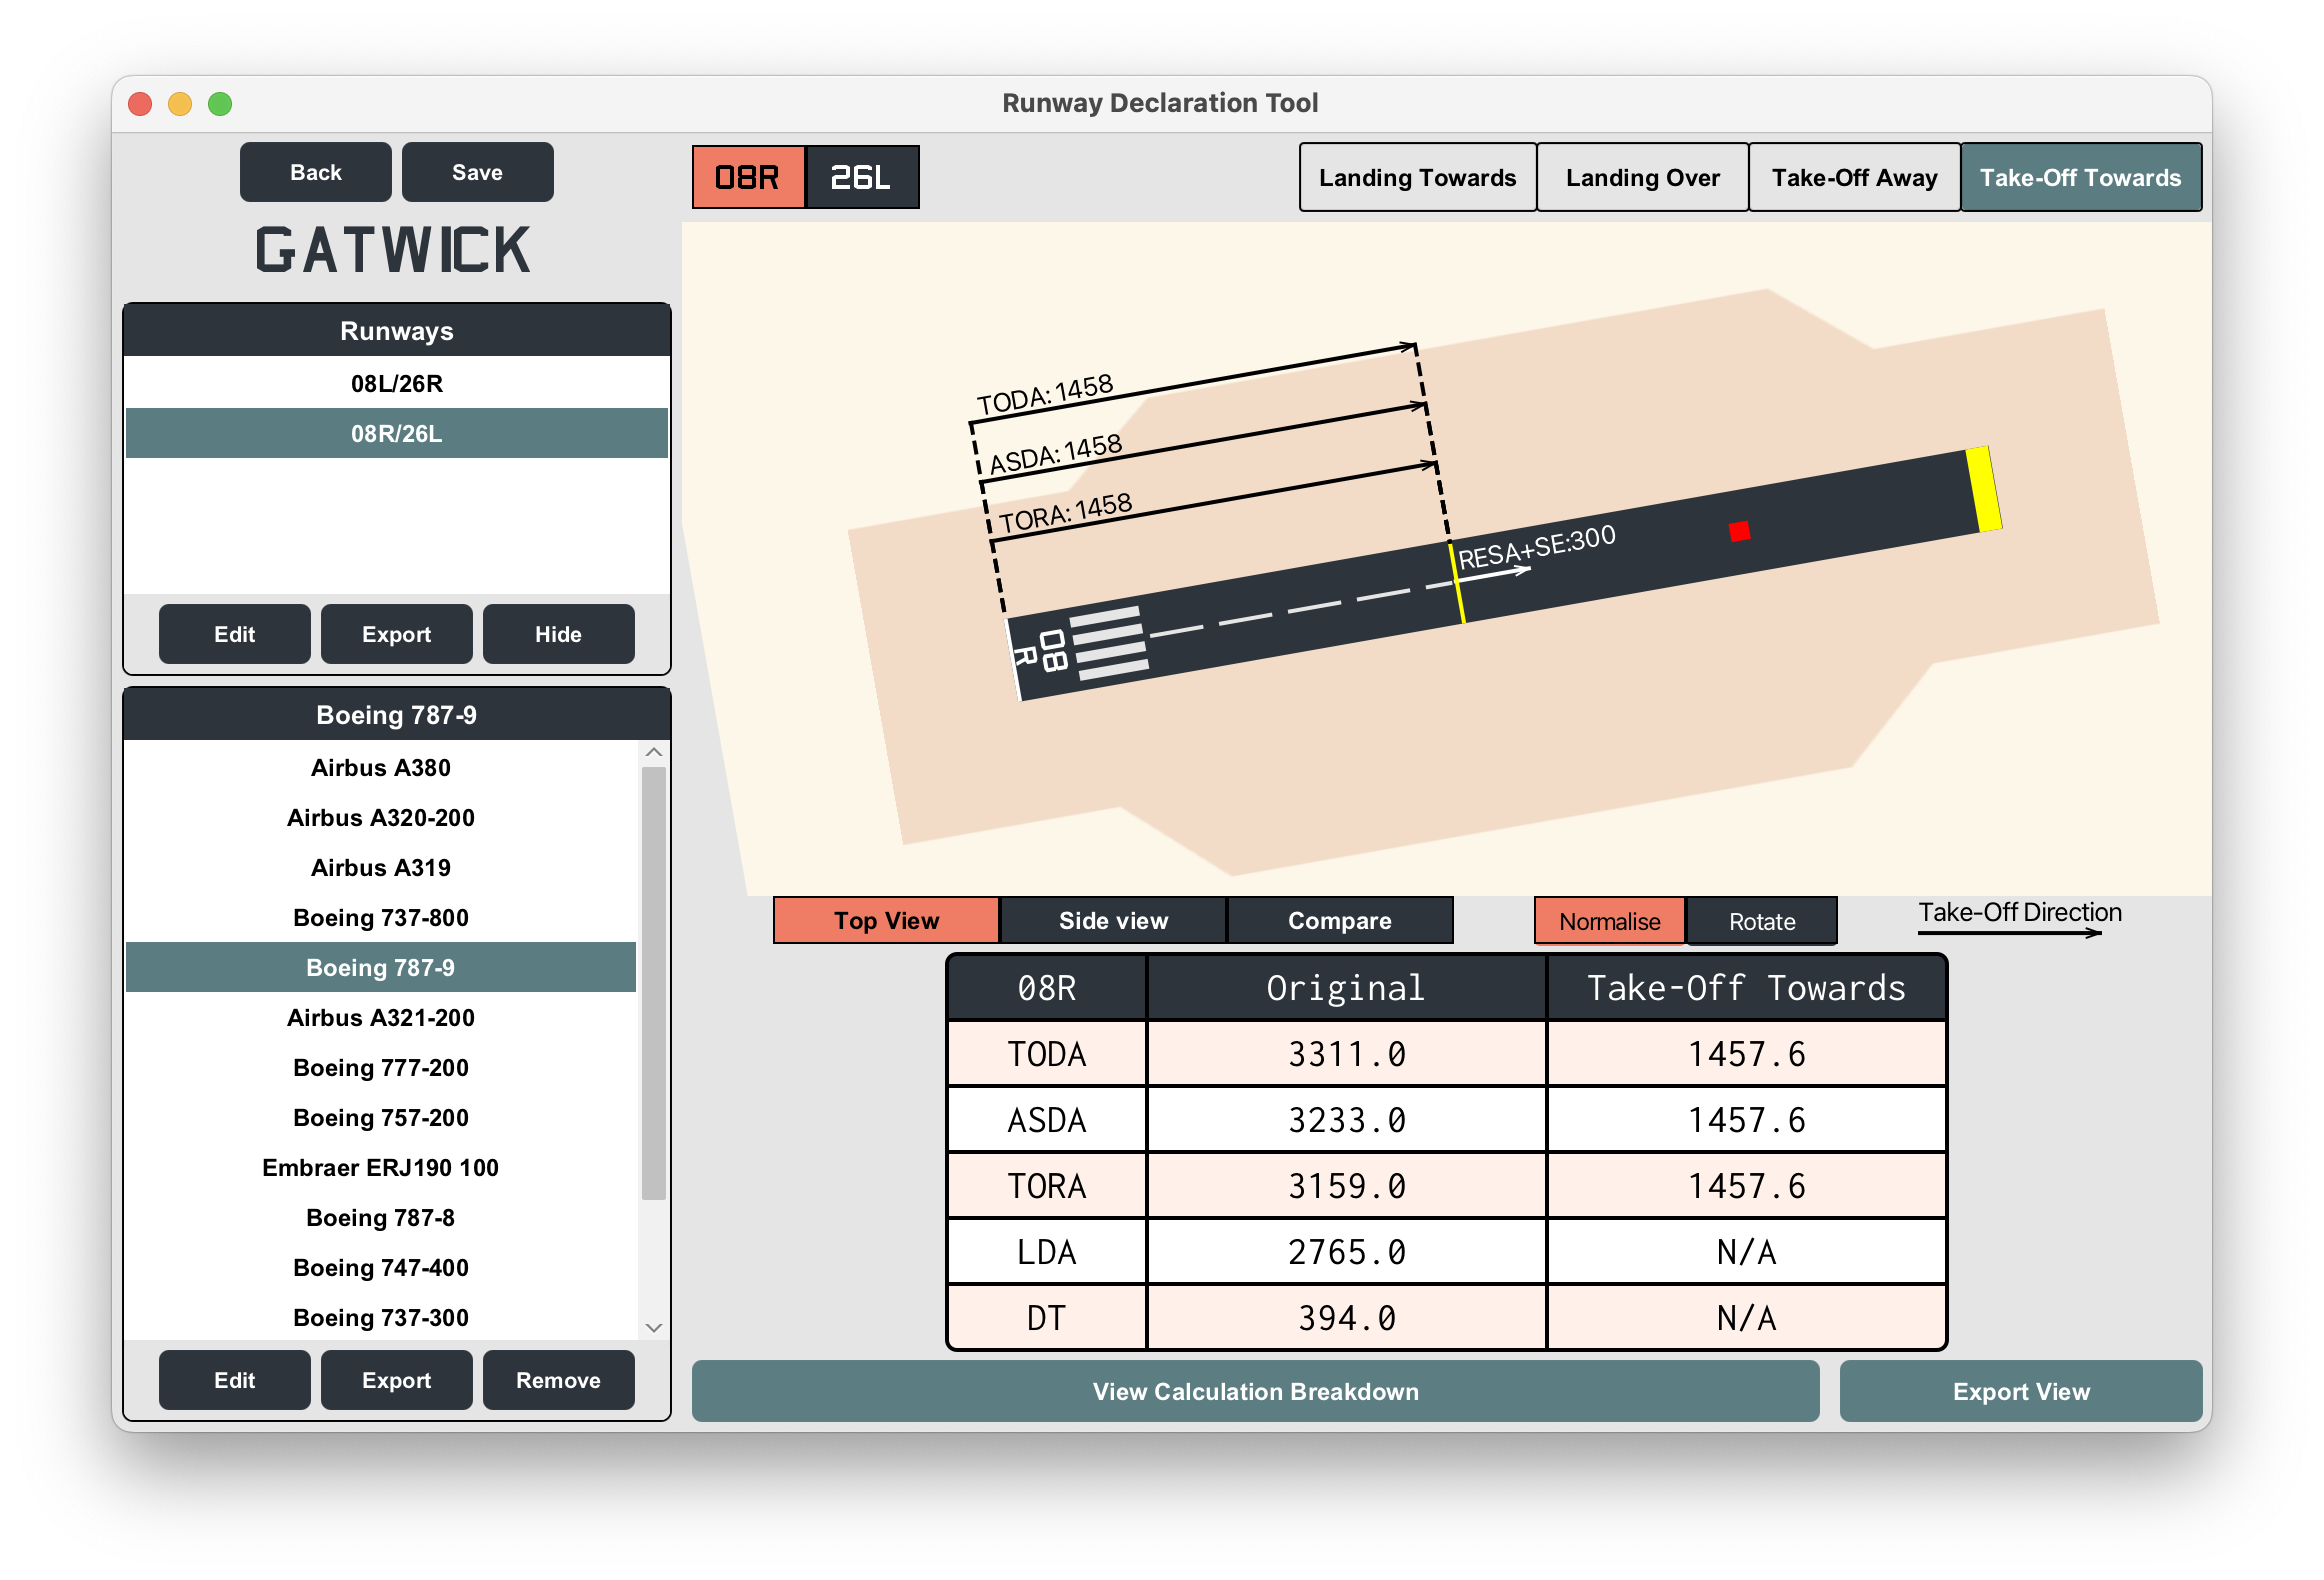 Runway Declaration Tool
Back Save
GATWICK
Runways
08L/26R
08R/26L
Edit Export Hide
Boeing 787-9
Airbus A380
Airbus A320-200
Airbus A319
Boeing 737-800
Boeing 787-9
Airbus A321-200
Boeing 777-200
Boeing 757-200
Embraer ERJ190 100
Boeing 787-8
Boeing 747-400
Boeing 737-300
Edit Export Remove
08R 26L
Landing Towards Landing Over Take-Off Away Take-Off Towards
TODA: 1458
ASDA: 1458
TORA: 1458
RESA+SE:300
08
R
Top View Side view Compare
Normalise Rotate
Take-Off Direction
08R Original Take-Off Towards
TODA 3311.0 1457.6
ASDA 3233.0 1457.6
TORA 3159.0 1457.6
LDA 2765.0 N/A
DT 394.0 N/A
View Calculation Breakdown Export View